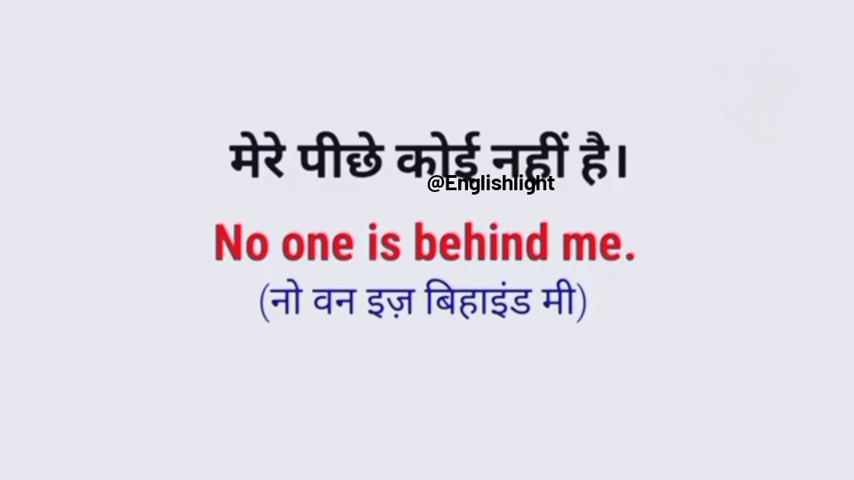 मेरे पीछे कोई नहीं है।
@Englishlight
No one is behind me.
(नो वन इज़ बिहाइंड मी)